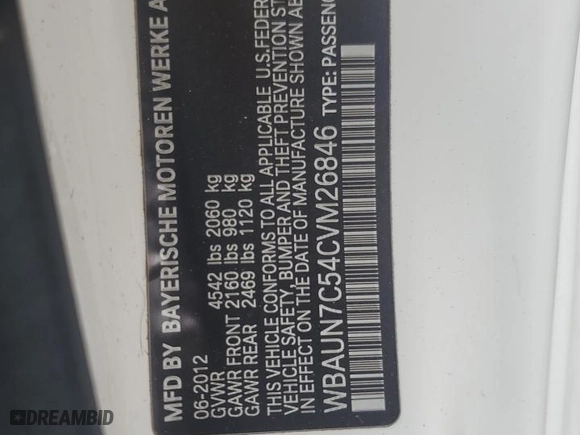 MFD BY BAYERISCHE MOTOREN WERKE A
06-2012
GVWR 4542 lbs 2060 kg
GAWR FRONT 2160 lbs 980 kg
GAWR REAR 2469 lbs 1120 kg
THIS VEHICLE CONFORMS TO ALL APPLICABLE U.S.FEDER
VEHICLE SAFETY, BUMPER AND THEFT PREVENTION ST
IN EFFECT ON THE DATE OF MANUFACTURE SHOWN AB
WBAUN7C54CVM26846 TYPE: PASSENG
DREAMBID